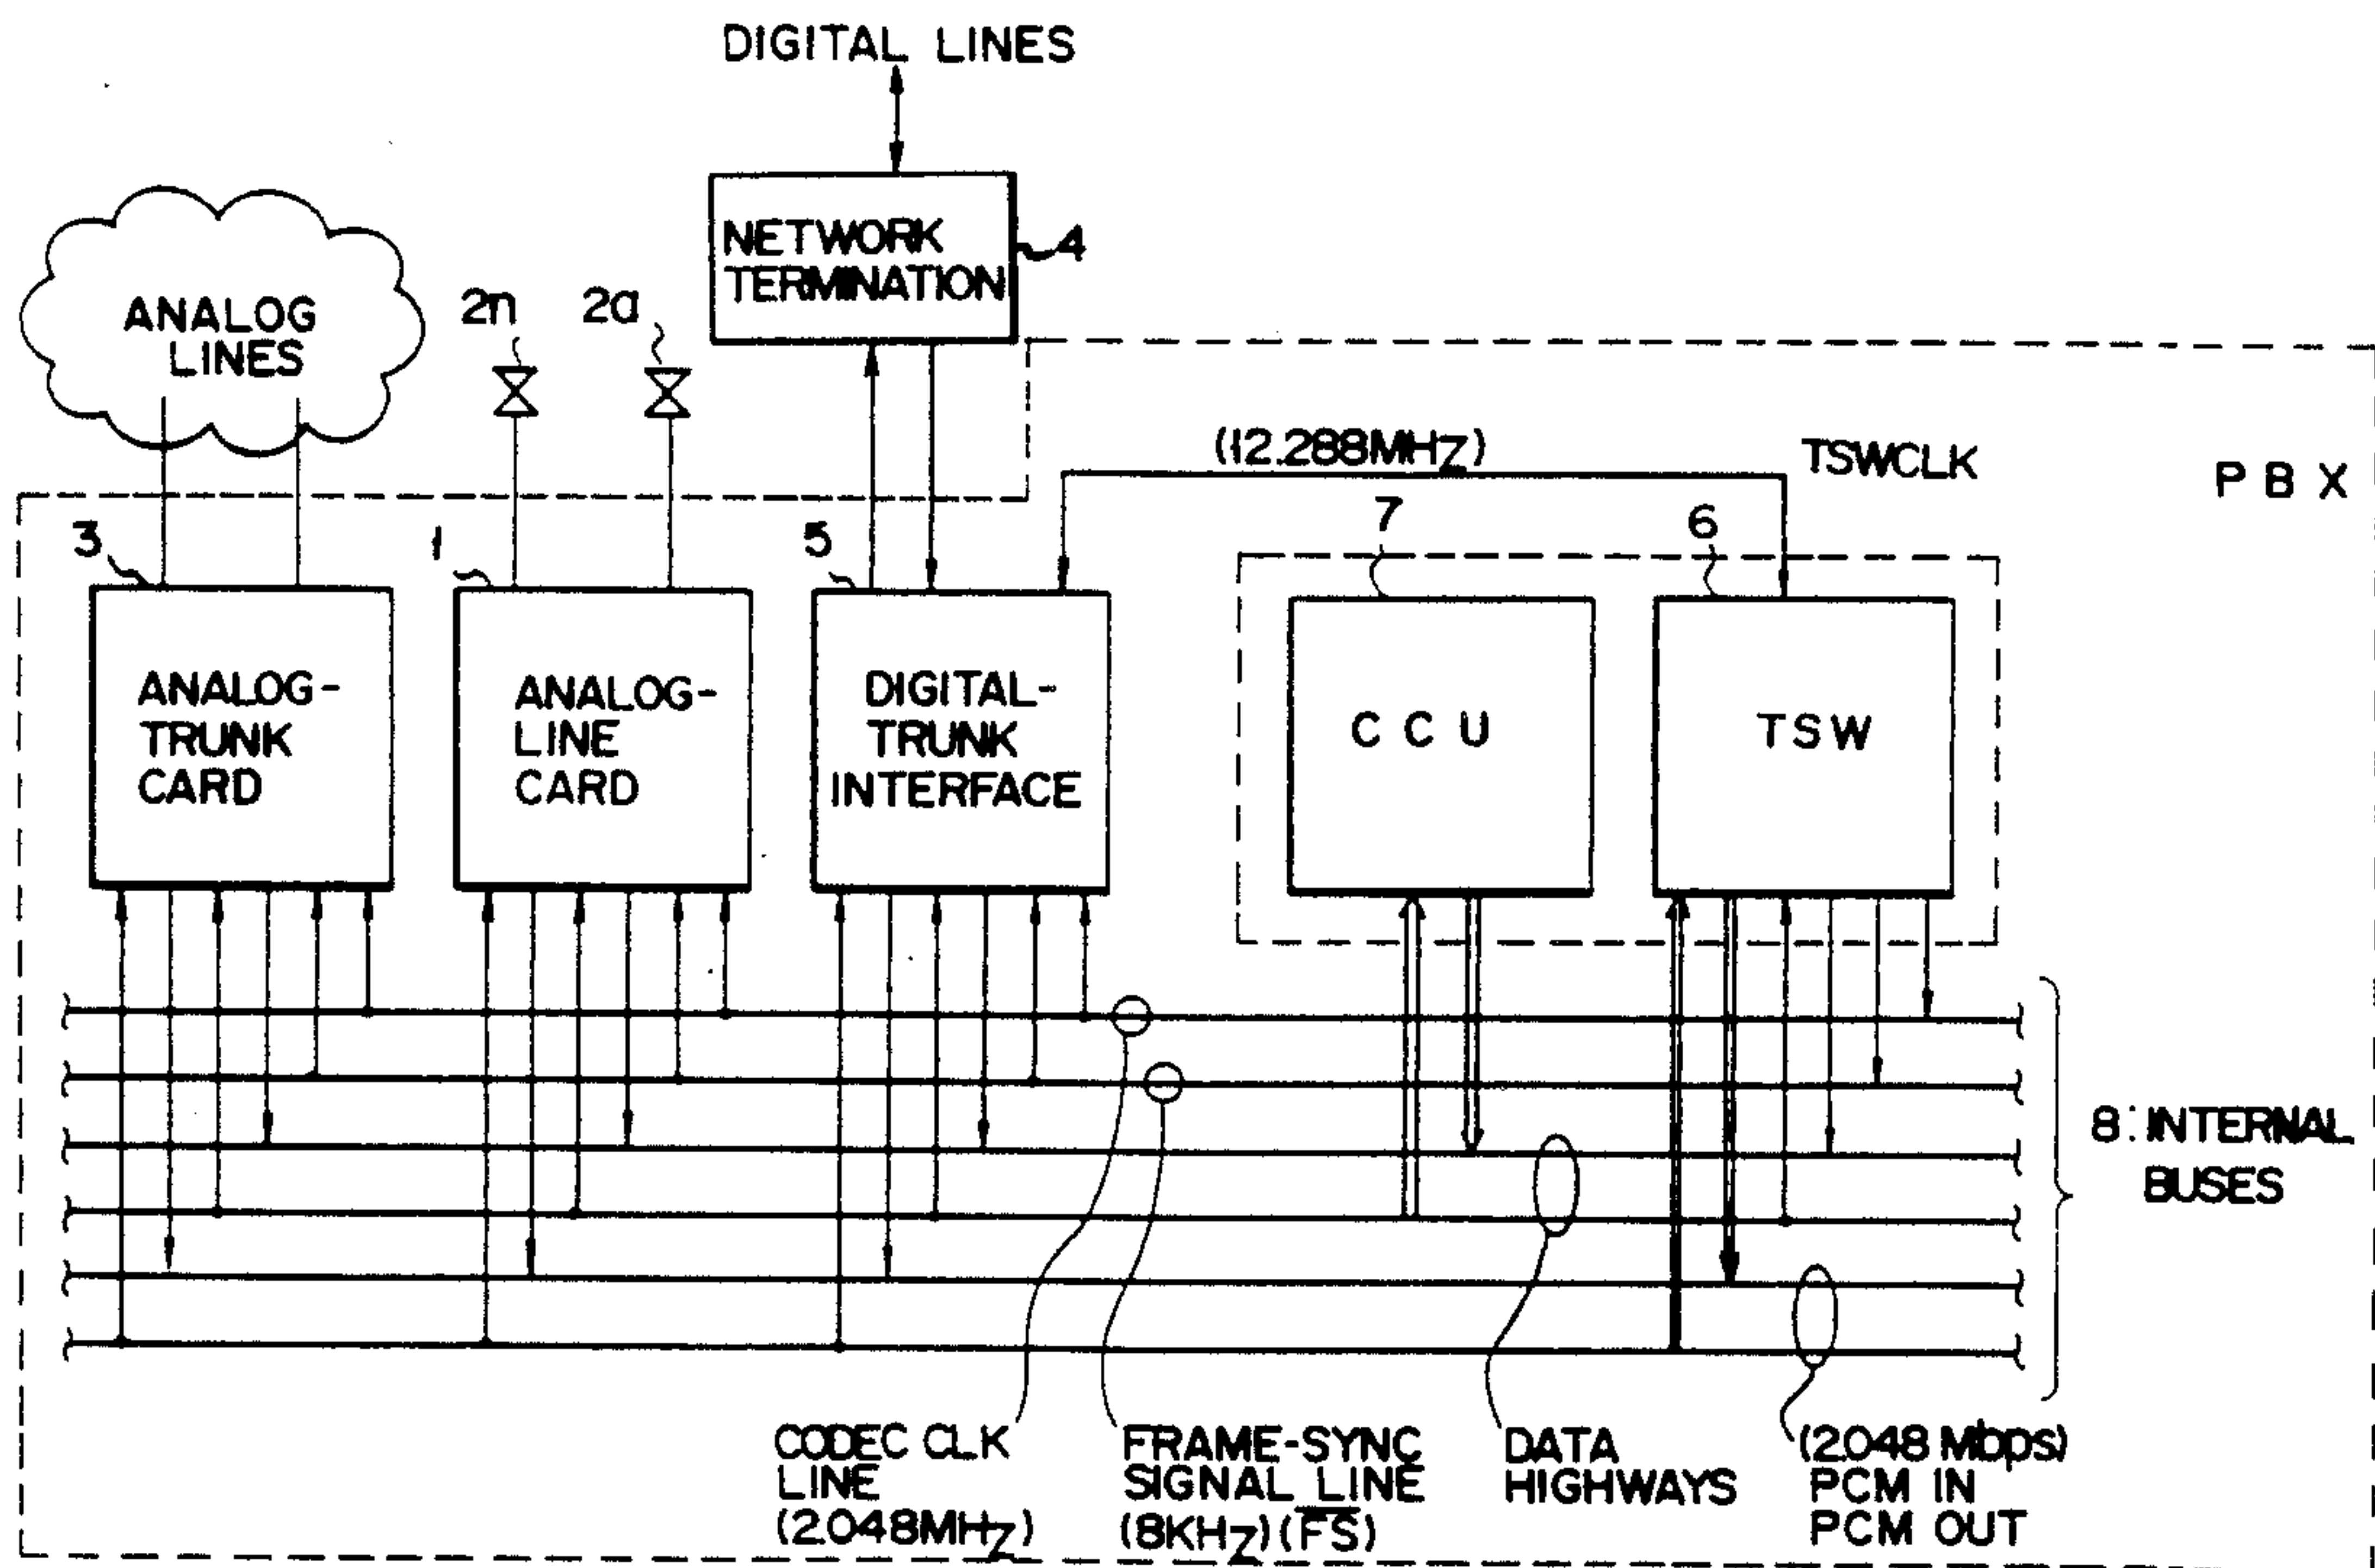 DIGITAL LINES
NETWORK
TERMINATION
4
ANALOG
LINES
2n
2a
(12.288MHZ)
TSWCLK
P B X
3
1
5
7
6
ANALOG-
TRUNK
CARD
ANALOG-
LINE
CARD
DIGITAL-
TRUNK
INTERFACE
C C U
TSW
8: INTERNAL
BUSES
CODEC CLK
LINE
(2.048MHZ)
FRAME-SYNC
SIGNAL LINE
(8KHZ)(F̅S̅)
DATA
HIGHWAYS
(2.048 Mbps)
PCM IN
PCM OUT